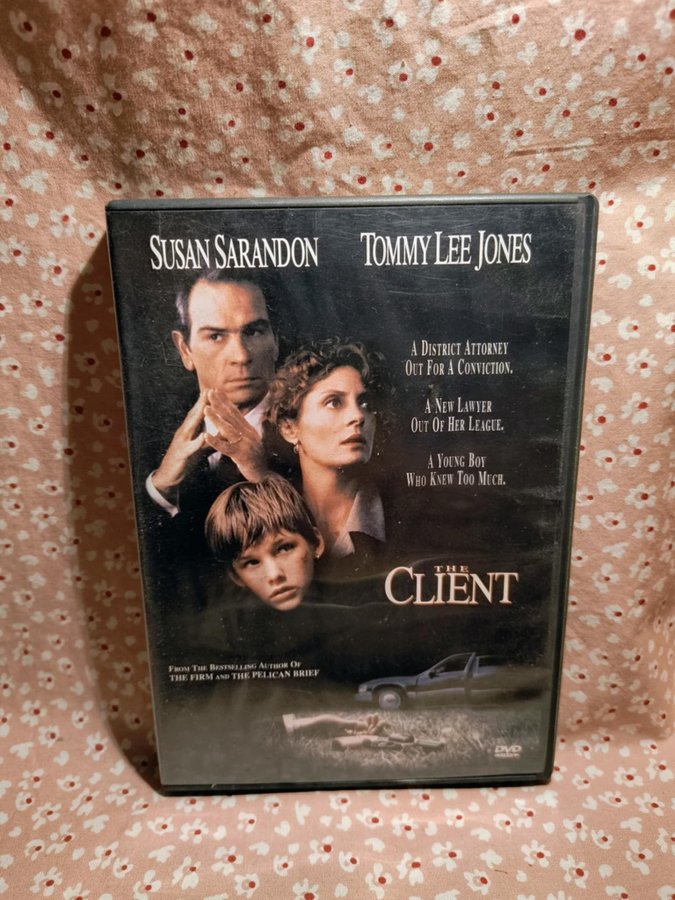 SUSAN SARANDON
TOMMY LEE JONES
A DISTRICT ATTORNEY
OUT FOR A CONVICTION.
A NEW LAWYER
OUT OF HER LEAGUE.
A YOUNG BOY
WHO KNEW TOO MUCH.
THE
CLIENT
FROM THE BESTSELLING AUTHOR OF
THE FIRM AND THE PELICAN BRIEF
DVD